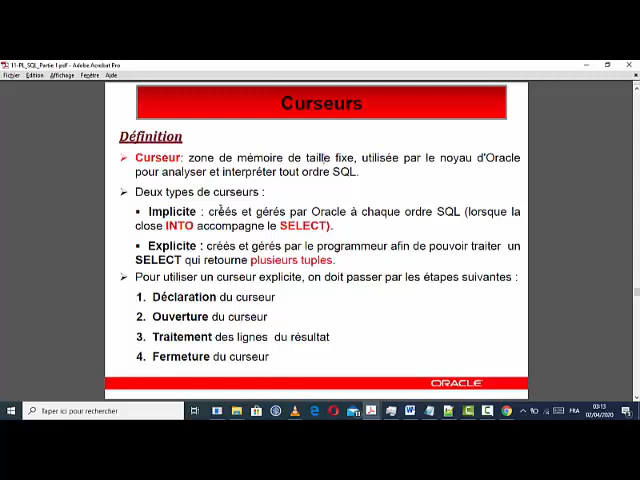 11-PL_SQL_Partie I.pdf - Adobe Acrobat Pro
Fichier Edition Affichage Fenêtre Aide
Curseurs
Définition
Curseur: zone de mémoire de taille fixe, utilisée par le noyau d'Oracle
pour analyser et interpréter tout ordre SQL.
Deux types de curseurs :
Implicite : créés et gérés par Oracle à chaque ordre SQL (lorsque la
close INTO accompagne le SELECT).
Explicite : créés et gérés par le programmeur afin de pouvoir traiter un
SELECT qui retourne plusieurs tuples.
Pour utiliser un curseur explicite, on doit passer par les étapes suivantes :
1. Déclaration du curseur
2. Ouverture du curseur
3. Traitement des lignes du résultat
4. Fermeture du curseur
ORACLE
Taper ici pour rechercher
FRA
03:13
02/04/2020